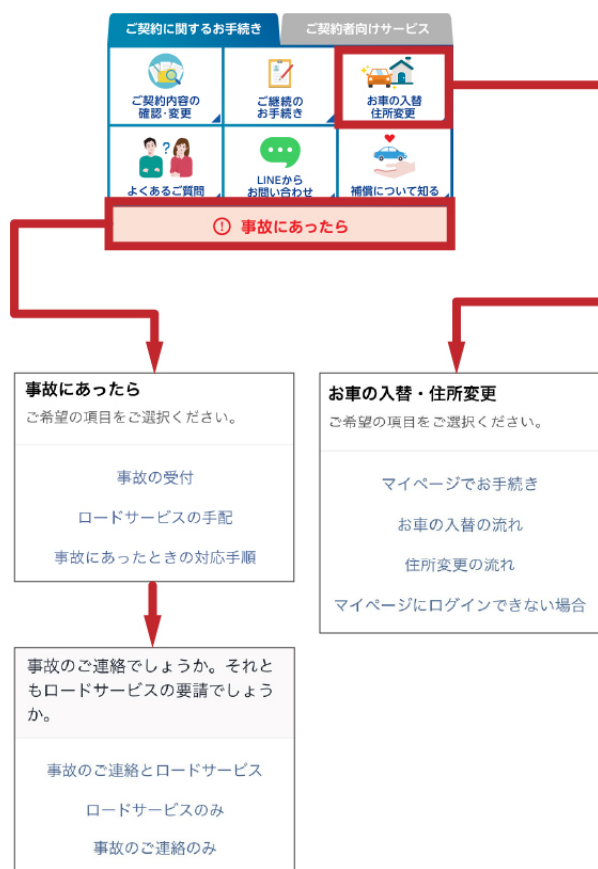 ご契約に関するお手続き
ご契約者向けサービス
ご契約内容の
確認・変更
ご継続の
お手続き
お車の入替
住所変更
?
よくあるご質問
LINEから
お問い合わせ
補償について知る
! 事故にあったら
事故にあったら
ご希望の項目をご選択ください。
事故の受付
ロードサービスの手配
事故にあったときの対応手順
お車の入替・住所変更
ご希望の項目をご選択ください。
マイページでお手続き
お車の入替の流れ
住所変更の流れ
マイページにログインできない場合
事故のご連絡でしょうか。それと
もロードサービスの要請でしょう
か。
事故のご連絡とロードサービス
ロードサービスのみ
事故のご連絡のみ